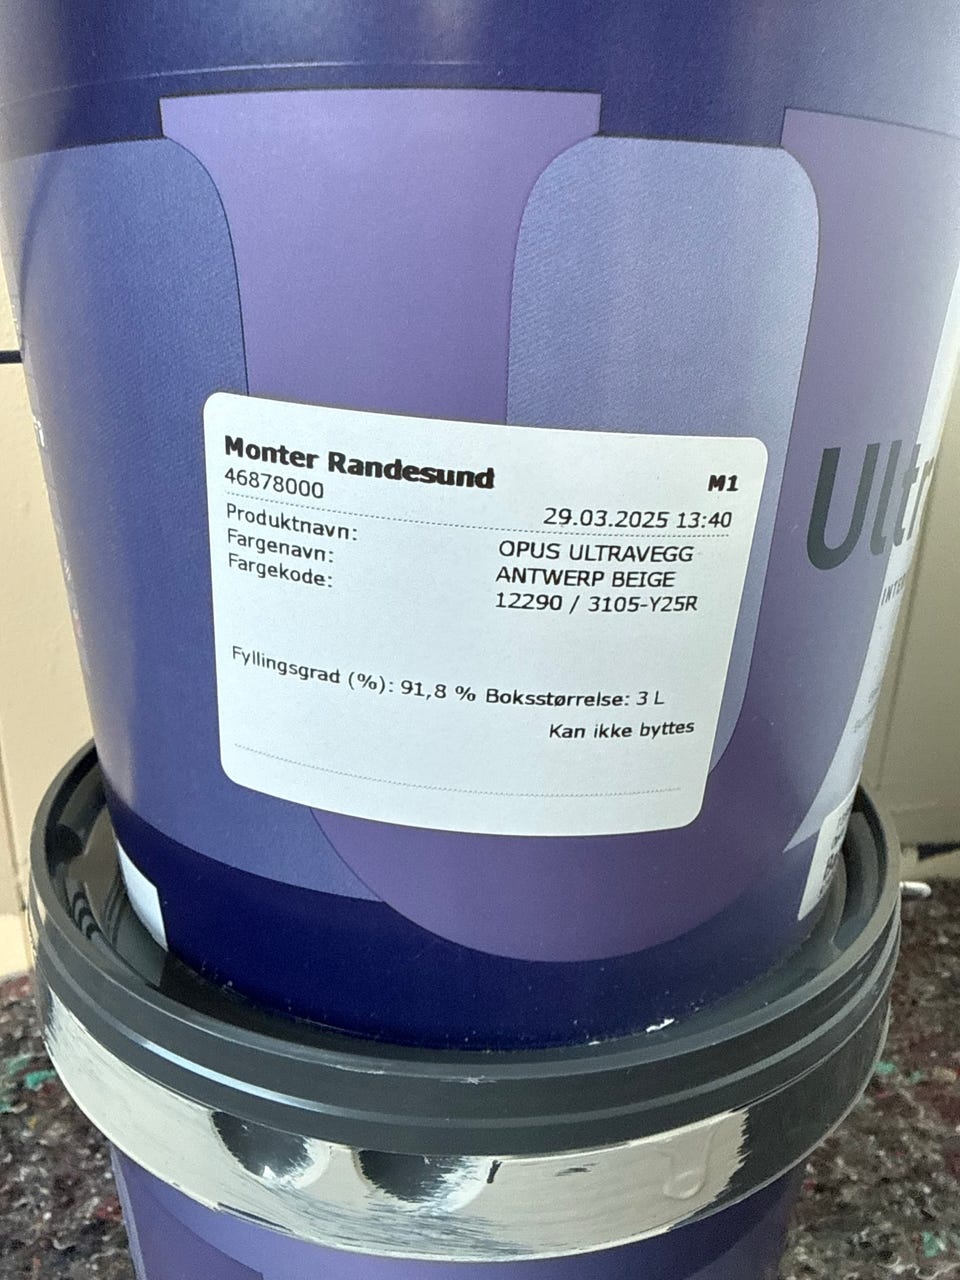 Monter Randesund
M1
46878000
29.03.2025 13:40
Produktnavn: OPUS ULTRAVEGG
Fargenavn: ANTWERP BEIGE
Fargekode: 12290 / 3105-Y25R
Fyllingsgrad (%): 91,8 % Boksstørrelse: 3 L
Kan ikke byttes